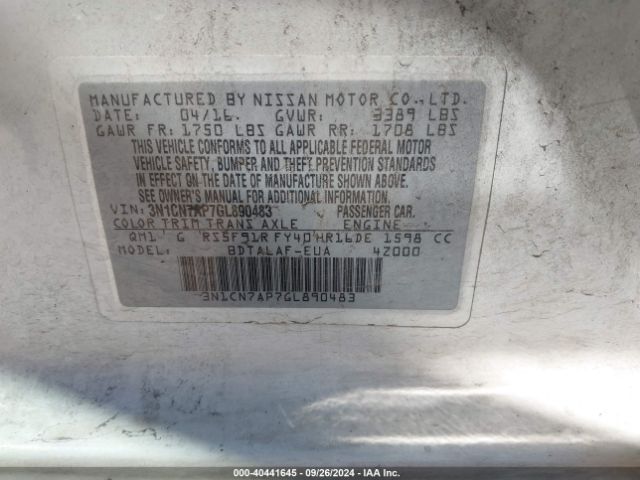 MANUFACTURED BY NISSAN MOTOR CO., LTD.
DATE: 04/16. GVWR: 3389 LBS
GAWR FR: 1750 LBS GAWR RR: 1708 LBS
THIS VEHICLE CONFORMS TO ALL APPLICABLE FEDERAL MOTOR
VEHICLE SAFETY, BUMPER AND THEFT PREVENTION STANDARDS
IN EFFECT ON THE DATE OF MANUFACTURE SHOWN ABOVE.
SEE OWNER'S MANUAL FOR ADDITIONAL INFORMATION.
VIN: 3N1CN7AP7GL890483 PASSENGER CAR.
COLOR TRIM TRANS AXLE ENGINE
QM1 G RS5F91R FY40 HR16DE 1598 CC
MODEL BDTALAF-EUA 42000
3N1CN7AP7GL890483
000-40441645 09/26/2024 IAA Inc.